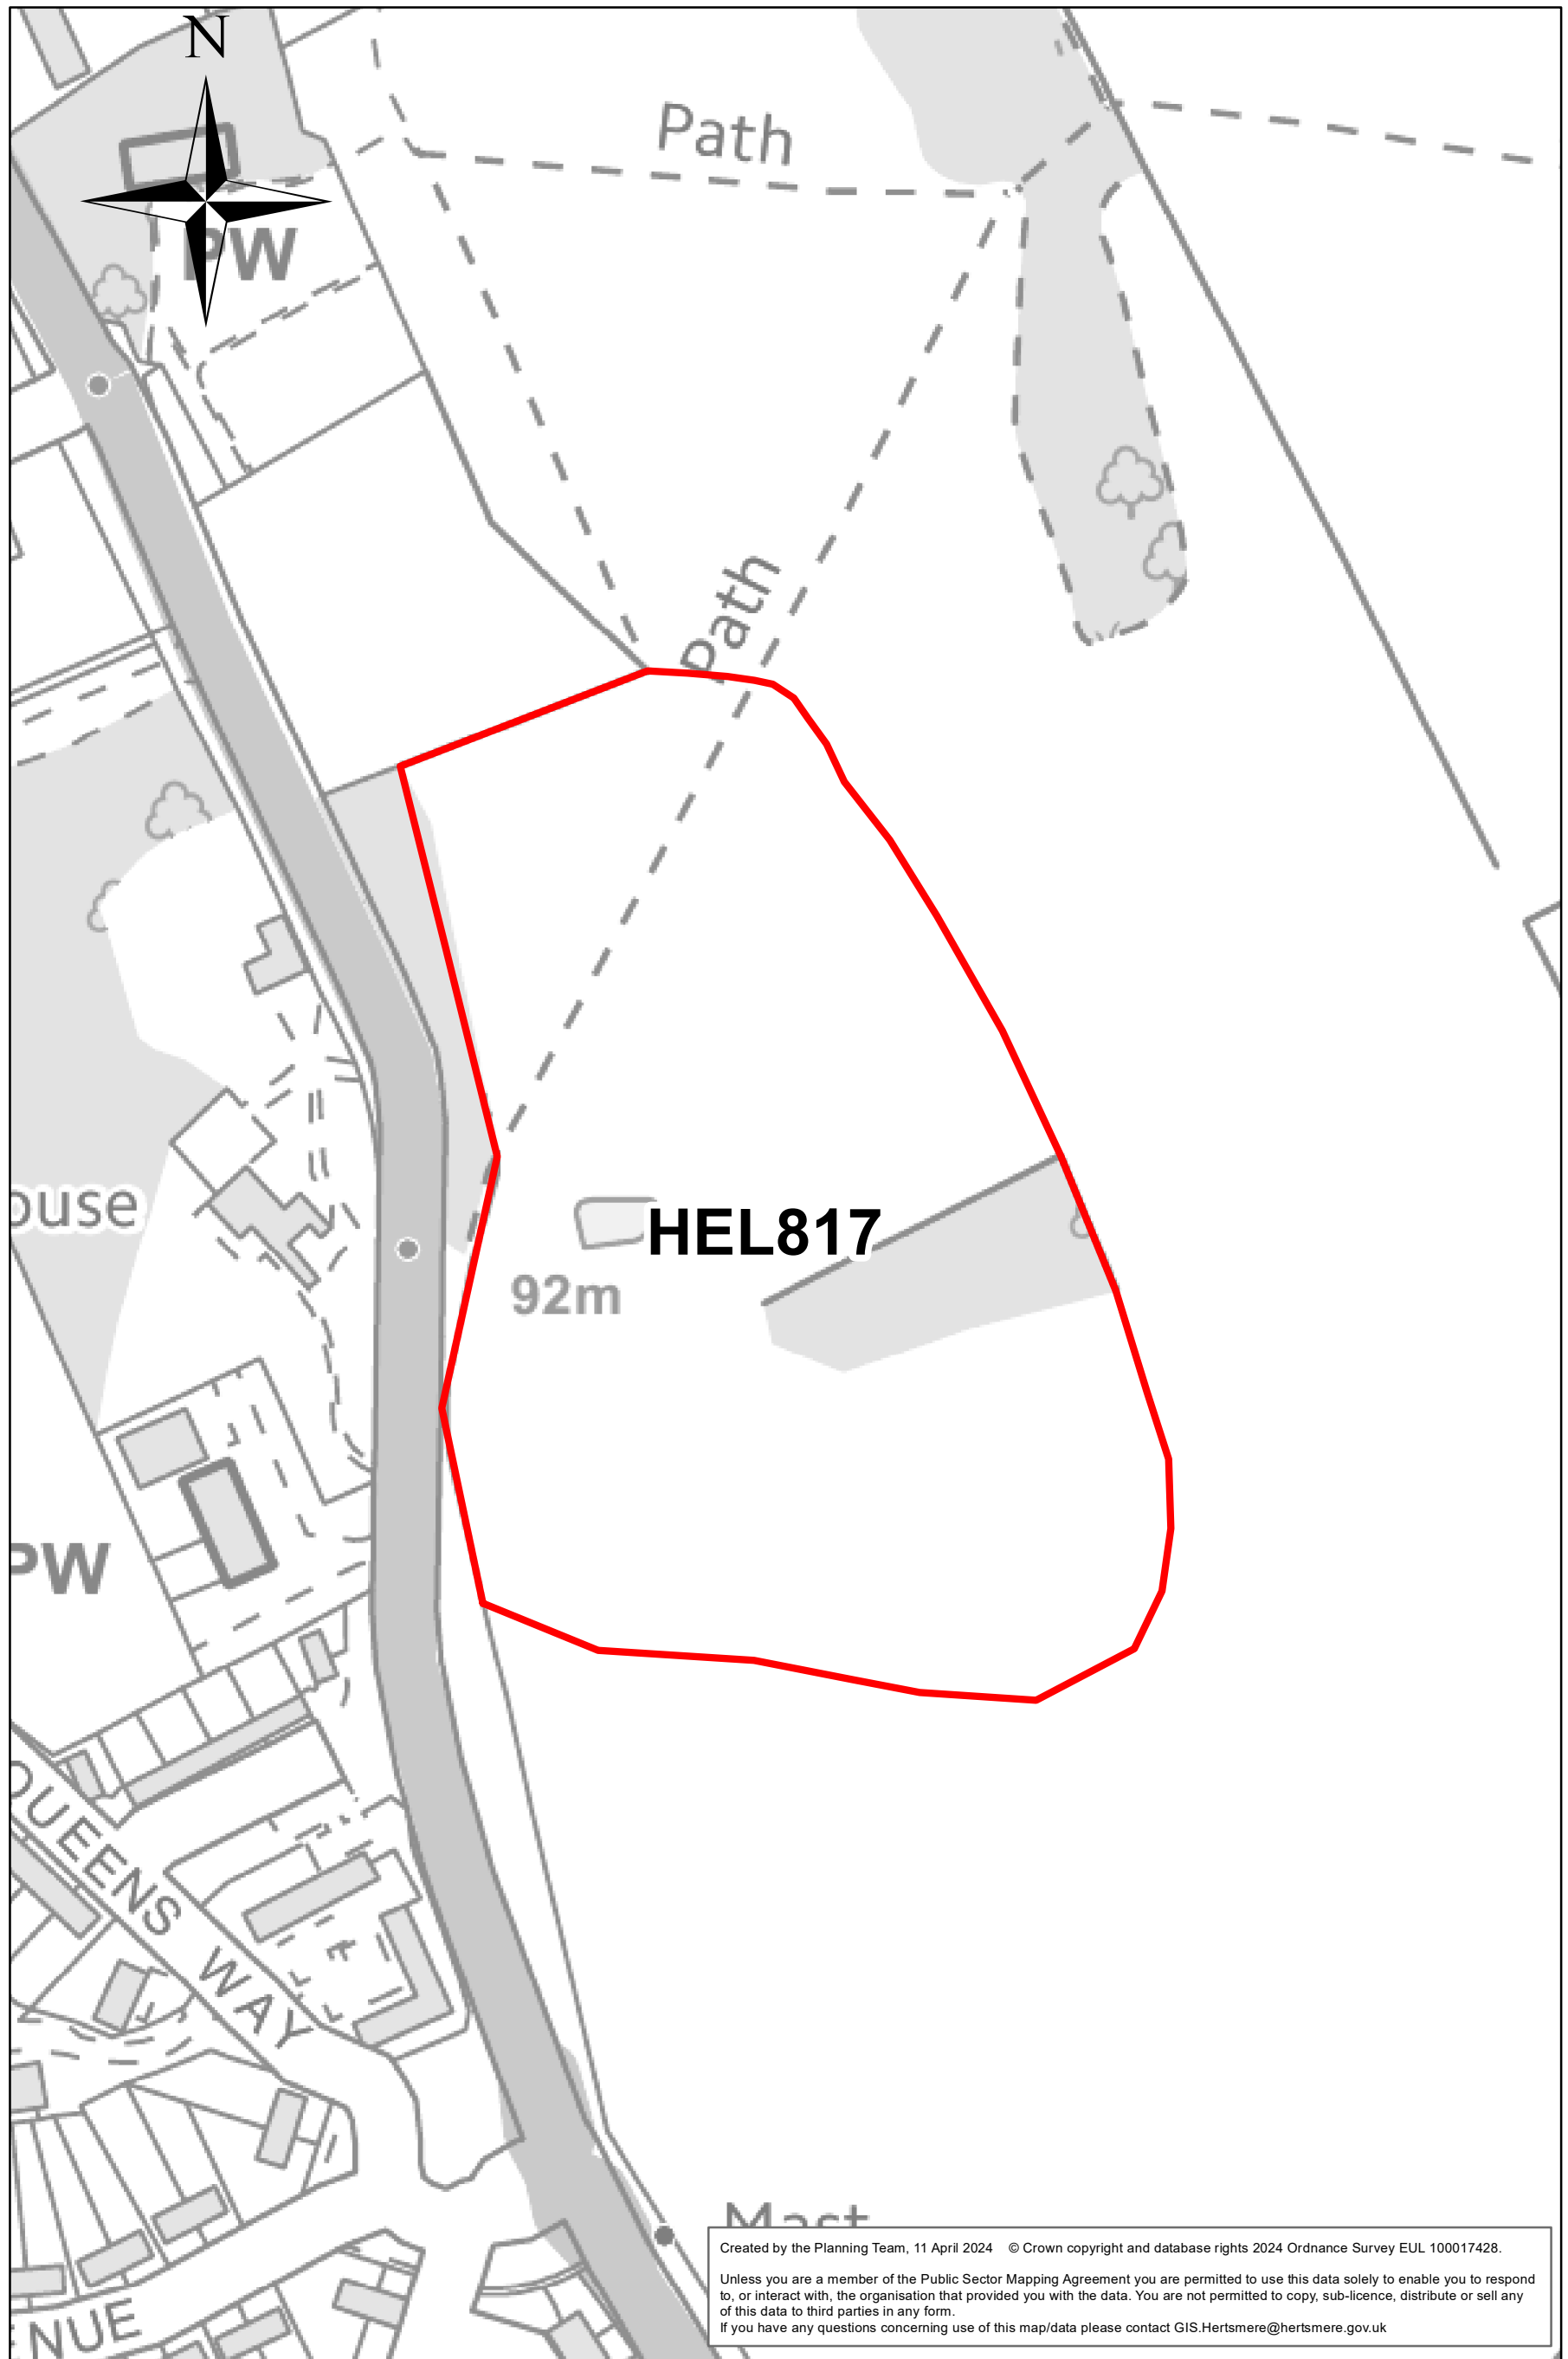 N
Path
PW
Path
ouse
HEL817
92m
PW
QUEENS WAY
Mast
ENUE
Created by the Planning Team, 11 April 2024 © Crown copyright and database rights 2024 Ordnance Survey EUL 100017428.
Unless you are a member of the Public Sector Mapping Agreement you are permitted to use this data solely to enable you to respond
to, or interact with, the organisation that provided you with the data. You are not permitted to copy, sub-licence, distribute or sell any
of this data to third parties in any form.
If you have any questions concerning use of this map/data please contact GIS.Hertsmere@hertsmere.gov.uk